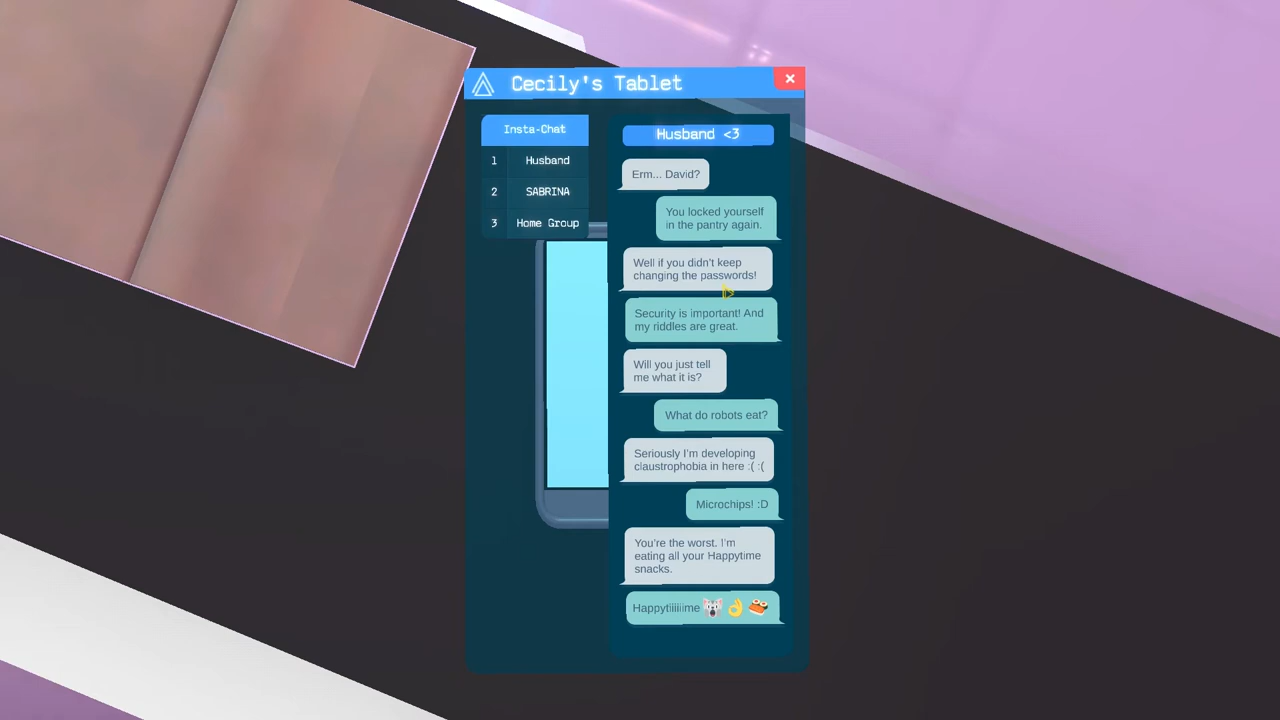 Cecily's Tablet
Insta-Chat
1 Husband
2 SABRINA
3 Home Group
Husband <3
Erm... David?
You locked yourself
in the pantry again.
Well if you didn't keep
changing the passwords!
Security is important! And
my riddles are great.
Will you just tell
me what it is?
What do robots eat?
Seriously I'm developing
claustrophobia in here :( :(
Microchips! :D
You're the worst. I'm
eating all your Happytime
snacks.
Happytiiiiiime 🐨👌🍣